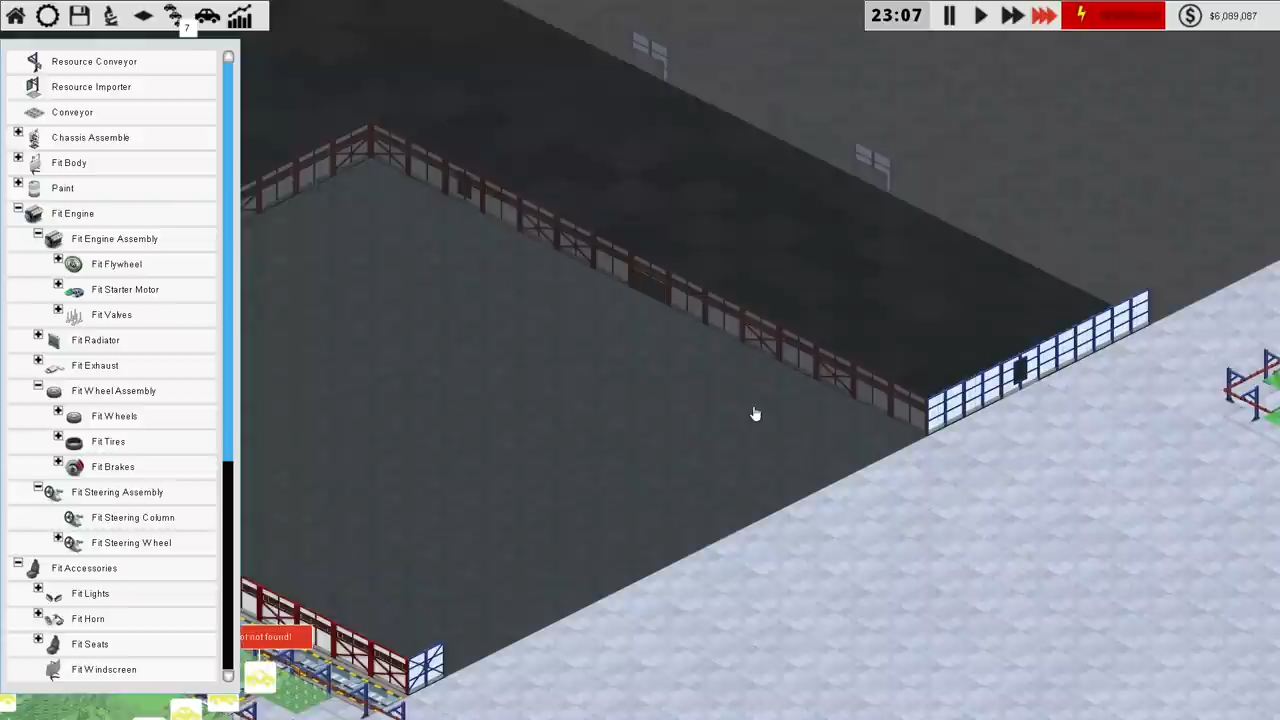 7
23:07
$6,089,087
Resource Conveyor
Resource Importer
Conveyor
Chassis Assemble
Fit Body
Paint
Fit Engine
Fit Engine Assembly
Fit Flywheel
Fit Starter Motor
Fit Valves
Fit Radiator
Fit Exhaust
Fit Wheel Assembly
Fit Wheels
Fit Tires
Fit Brakes
Fit Steering Assembly
Fit Steering Column
Fit Steering Wheel
Fit Accessories
Fit Lights
Fit Horn
Fit Seats
Fit Windscreen
ot not found!